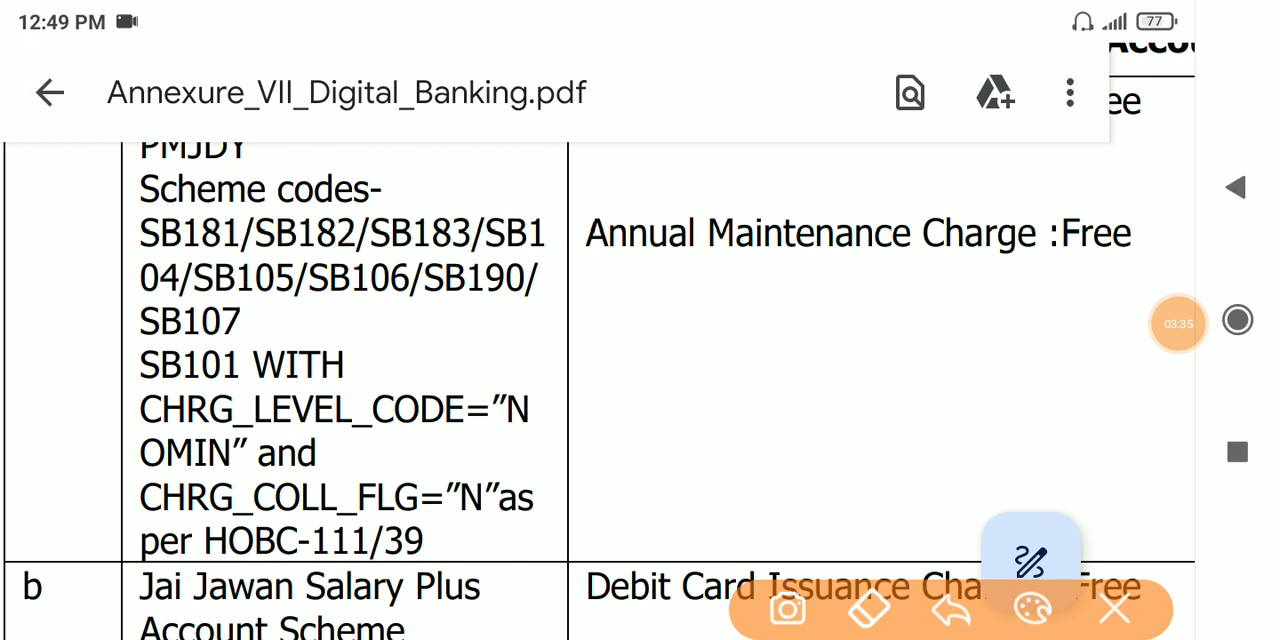 12:49 PM
77
Annexure_VII_Digital_Banking.pdf
ee
PMJDY
Scheme codes-
SB181/SB182/SB183/SB1
04/SB105/SB106/SB190/
SB107
SB101 WITH
CHRG_LEVEL_CODE=”N
OMIN” and
CHRG_COLL_FLG=”N”as
per HOBC-111/39
Annual Maintenance Charge :Free
03:35
b
Jai Jawan Salary Plus
Account Scheme
Debit Card Issuance Cha Free